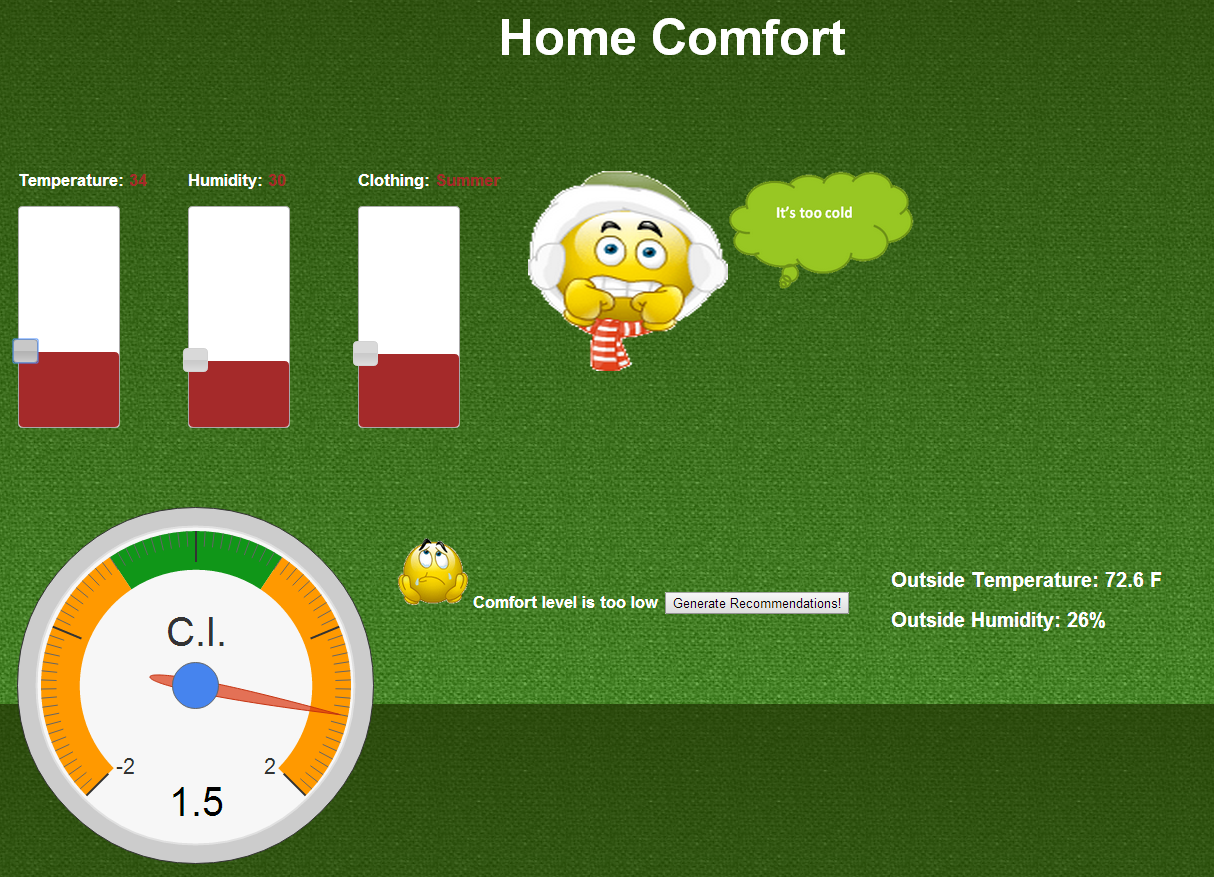 Home Comfort
Temperature: 34
Humidity: 30
Clothing: Summer
It's too cold
C.I.
-2
2
1.5
Comfort level is too low
Generate Recommendations!
Outside Temperature: 72.6 F
Outside Humidity: 26%